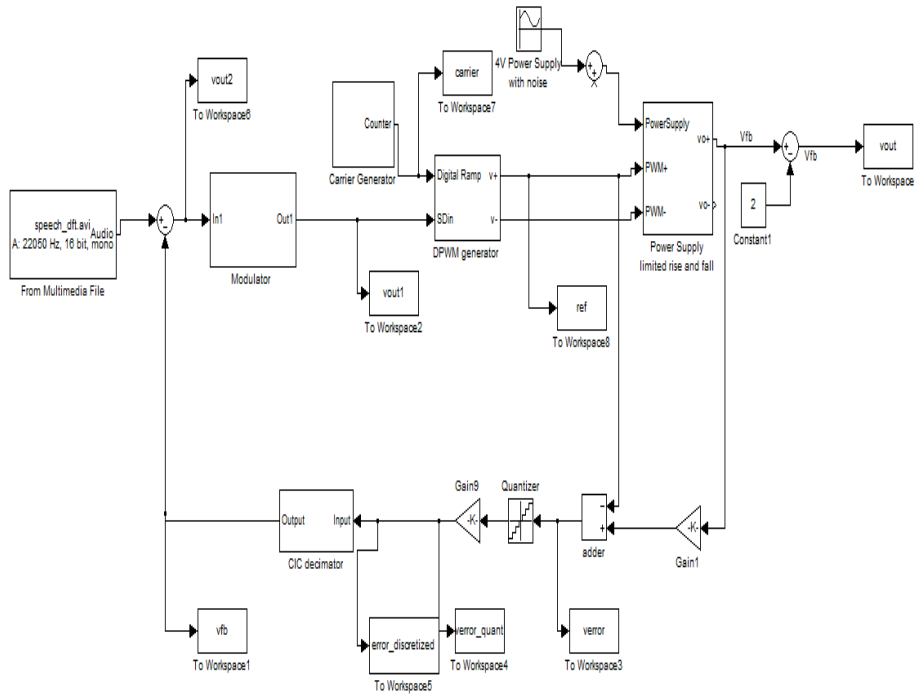 vout2
To Workspace6
carrier
To Workspace7
4V Power Supply
with noise
+
+
Counter
Carrier Generator
PowerSupply
PWM+
PWM-
vo+
vo-
Power Supply
limited rise and fall
Vfb
+
-
Vfb
2
Constant1
vout
To Workspace
speech_dft.avi
Audio
A: 22050 Hz, 16 bit, mono
From Multimedia File
+
-
In1
Out1
Modulator
Digital Ramp
SDin
v+
v-
DPWM generator
vout1
To Workspace2
ref
To Workspace8
Output
Input
CIC decimator
Gain9
-K-
Quantizer
-
+
adder
-K-
Gain1
vfb
To Workspace1
error_discretized
To Workspace5
verror_quant
To Workspace4
verror
To Workspace3